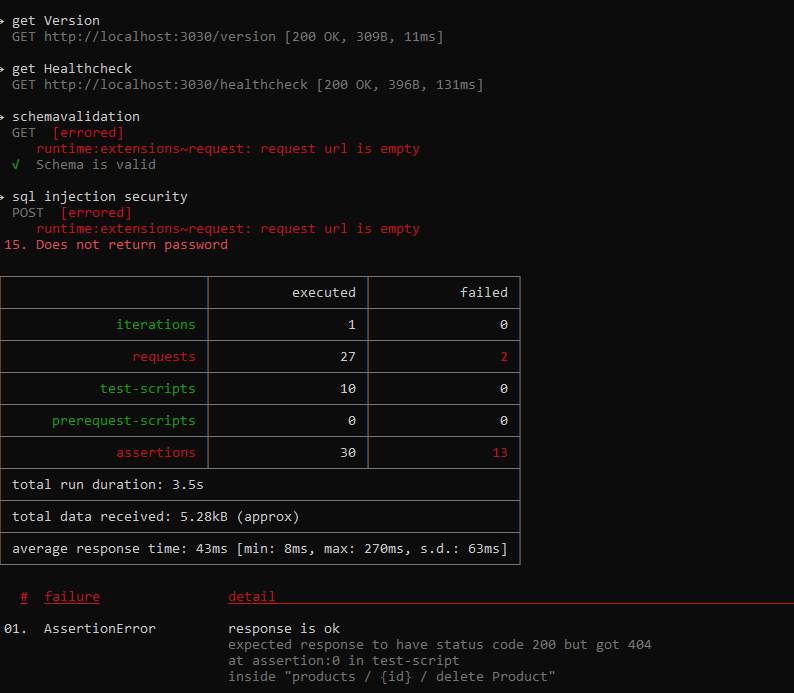 → get Version
GET http://localhost:3030/version [200 OK, 309B, 11ms]
→ get Healthcheck
GET http://localhost:3030/healthcheck [200 OK, 396B, 131ms]
→ schemavalidation
GET [errored]
runtime:extensions~request: request url is empty
√ Schema is valid
→ sql injection security
POST [errored]
runtime:extensions~request: request url is empty
15. Does not return password
executed failed
iterations 1 0
requests 27 2
test-scripts 10 0
prerequest-scripts 0 0
assertions 30 13
total run duration: 3.5s
total data received: 5.28kB (approx)
average response time: 43ms [min: 8ms, max: 270ms, s.d.: 63ms]
# failure detail
01. AssertionError response is ok
expected response to have status code 200 but got 404
at assertion:0 in test-script
inside "products / {id} / delete Product"